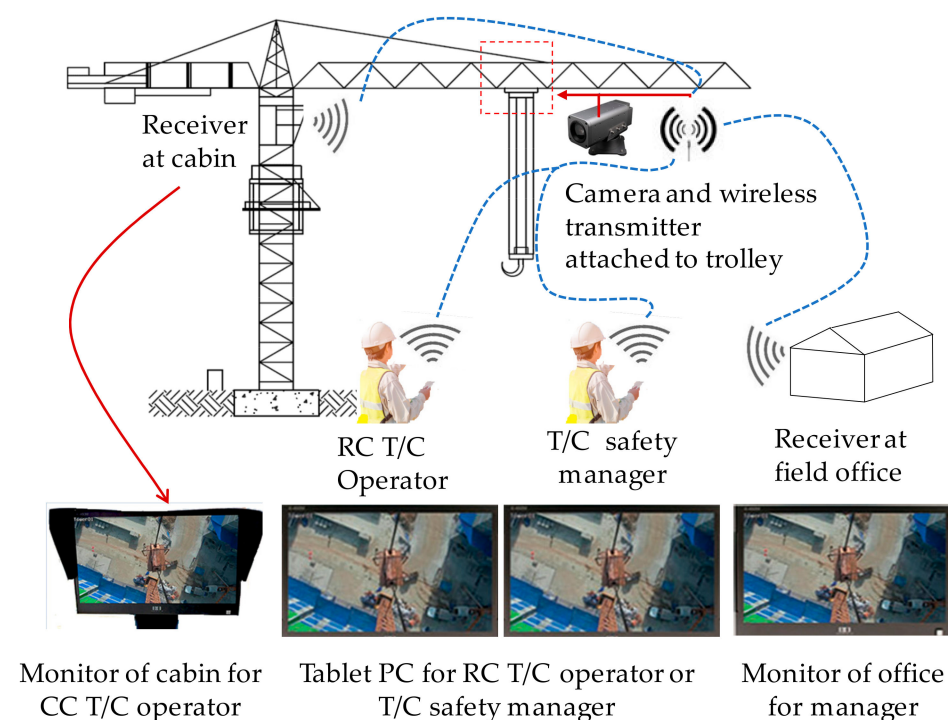 Receiver
at cabin
Camera and wireless
transmitter
attached to trolley
RC T/C
Operator
T/C safety
manager
Receiver at
field office
Monitor of cabin for
CC T/C operator
Tablet PC for RC T/C operator or
T/C safety manager
Monitor of office
for manager